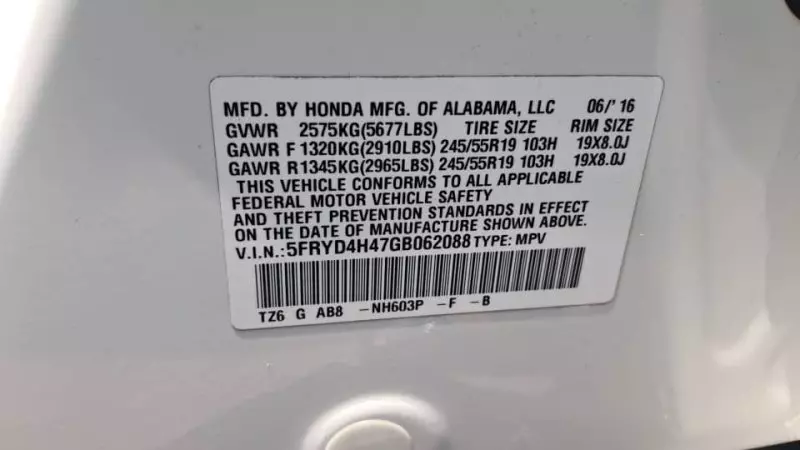 MFD. BY HONDA MFG. OF ALABAMA, LLC 06/'16
GVWR 2575KG(5677LBS) TIRE SIZE RIM SIZE
GAWR F 1320KG(2910LBS) 245/55R19 103H 19X8.0J
GAWR R1345KG(2965LBS) 245/55R19 103H 19X8.0J
THIS VEHICLE CONFORMS TO ALL APPLICABLE
FEDERAL MOTOR VEHICLE SAFETY
AND THEFT PREVENTION STANDARDS IN EFFECT
ON THE DATE OF MANUFACTURE SHOWN ABOVE.
V.I.N.:5FRYD4H47GB062088 TYPE: MPV
TZ6 G AB8 -NH603P -F -B